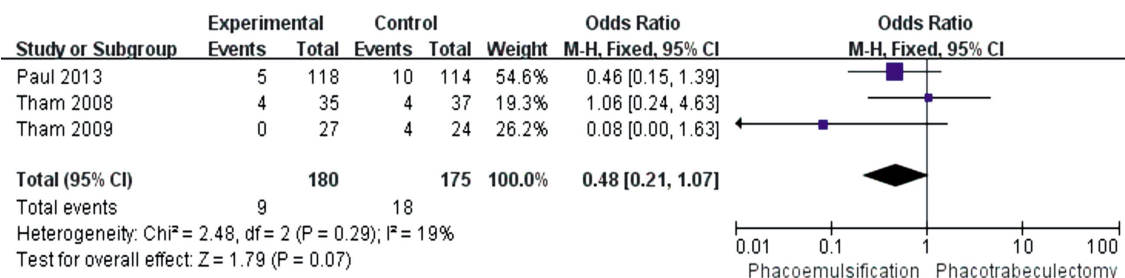 Experimental Control Odds Ratio Odds Ratio
Study or Subgroup Events Total Events Total Weight M-H, Fixed, 95% CI M-H, Fixed, 95% CI
Paul 2013 5 118 10 114 54.6% 0.46 [0.15, 1.39]
Tham 2008 4 35 4 37 19.3% 1.06 [0.24, 4.63]
Tham 2009 0 27 4 24 26.2% 0.08 [0.00, 1.63]
Total (95% CI) 180 175 100.0% 0.48 [0.21, 1.07]
Total events 9 18
Heterogeneity: Chi² = 2.48, df = 2 (P = 0.29); I² = 19%
Test for overall effect: Z = 1.79 (P = 0.07)
0.01 0.1 1 10 100
Phacoemulsification Phacotrabeculectomy